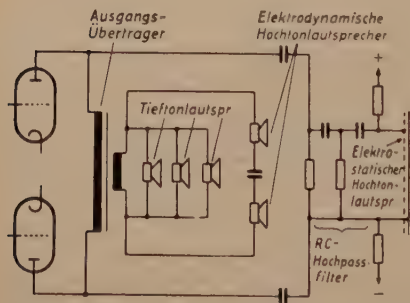 Ausgangs-
Übertrager
Elektrodynamische
Hochtonlautsprecher
Tieftonlautspr
+
Elektro-
statischer
Hochton-
lautspr.
RC-
Hochpass
filter
–